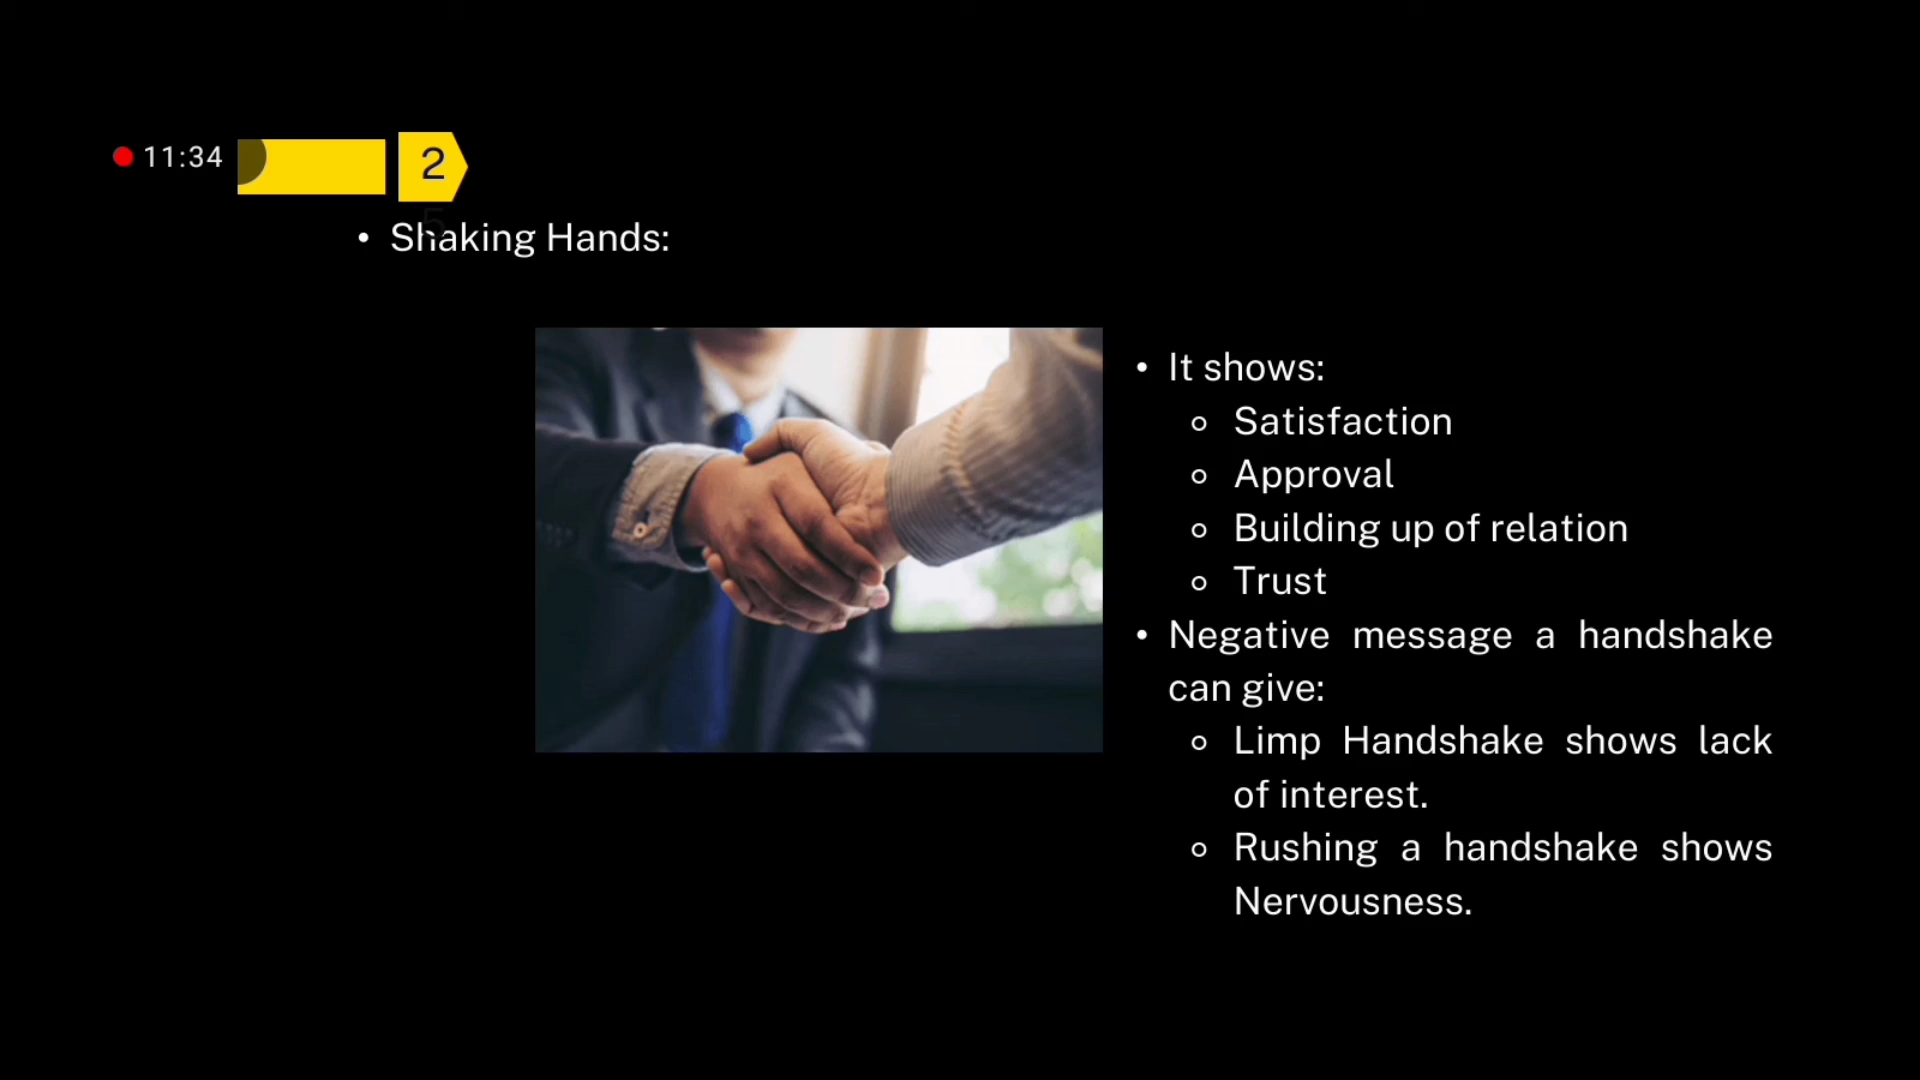 11:34
2
5
• Shaking Hands:
• It shows:
Satisfaction
Approval
Building up of relation
Trust
• Negative message a handshake
can give:
Limp Handshake shows lack
of interest.
Rushing a handshake shows
Nervousness.